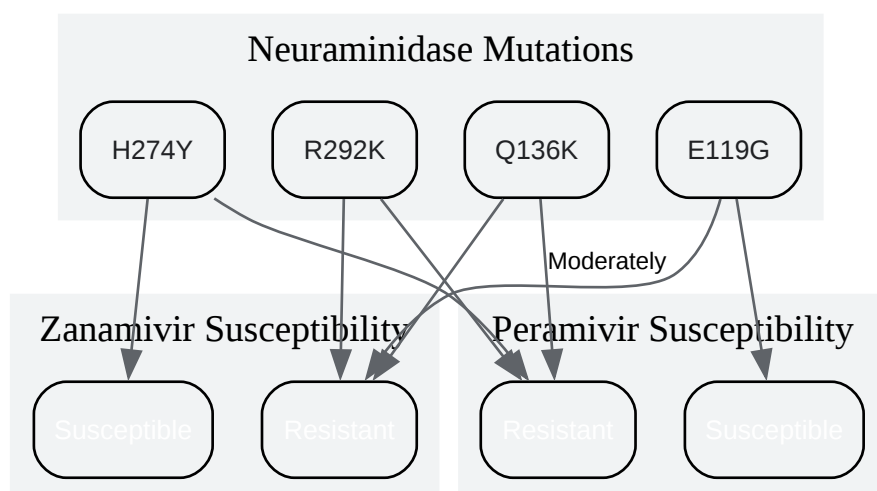 Neuraminidase Mutations
H274Y
R292K
Q136K
E119G
Moderately
Zanamivir Susceptibility
Peramivir Susceptibility
Susceptible
Resistant
Resistant
Susceptible